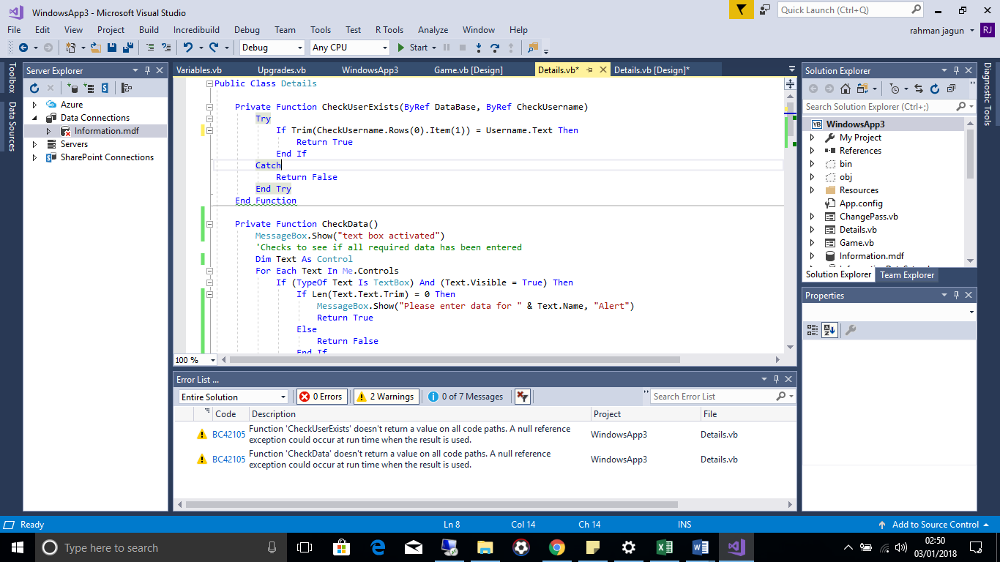 WindowsApp3 - Microsoft Visual Studio
Quick Launch (Ctrl+Q)
File Edit View Project Build Incredibuild Debug Team Tools Test R Tools Analyze Window Help
rahman jagun RJ
Debug Any CPU Start
Toolbox
Data Sources
Server Explorer
Azure
Data Connections
Information.mdf
Servers
SharePoint Connections
Variables.vb Upgrades.vb WindowsApp3 Game.vb [Design] Details.vb* Details.vb [Design]*
Public Class Details
Private Function CheckUserExists(ByRef DataBase, ByRef CheckUsername)
Try
If Trim(CheckUsername.Rows(0).Item(1)) = Username.Text Then
Return True
End If
Catch
Return False
End Try
End Function
Private Function CheckData()
MessageBox.Show("text box activated")
'Checks to see if all required data has been entered
Dim Text As Control
For Each Text In Me.Controls
If (TypeOf Text Is TextBox) And (Text.Visible = True) Then
If Len(Text.Text.Trim) = 0 Then
MessageBox.Show("Please enter data for " & Text.Name, "Alert")
Return True
Else
Return False
End If
100 %
Error List ...
Entire Solution 0 Errors 2 Warnings 0 of 7 Messages Search Error List
Code Description Project File
BC42105 Function 'CheckUserExists' doesn't return a value on all code paths. A null reference
exception could occur at run time when the result is used. WindowsApp3 Details.vb
BC42105 Function 'CheckData' doesn't return a value on all code paths. A null reference
exception could occur at run time when the result is used. WindowsApp3 Details.vb
Solution Explorer
Search Solution Explorer (Ctrl+;)
VB WindowsApp3
My Project
References
bin
obj
Resources
App.config
ChangePass.vb
Details.vb
Game.vb
Information.mdf
Solution Explorer Team Explorer
Properties
Diagnostic Tools
Ready Ln 8 Col 14 Ch 14 INS Add to Source Control
Type here to search
02:50
03/01/2018